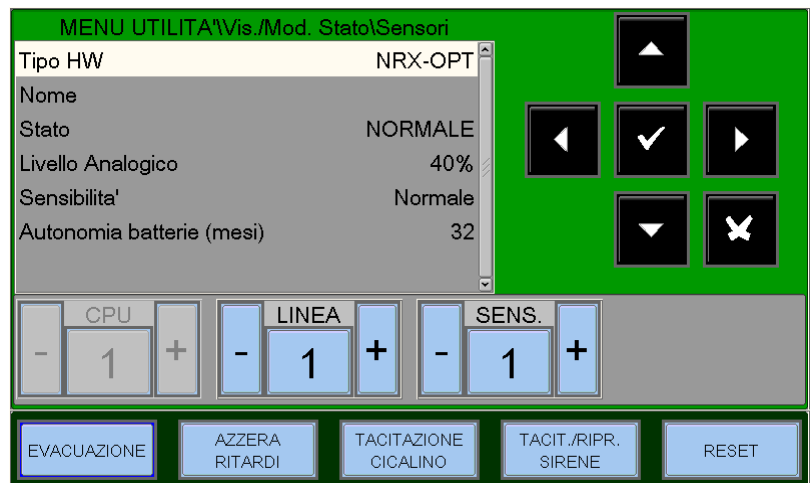 MENU UTILITA'\Vis./Mod. Stato\Sensori
Tipo HW NRX-OPT
Nome
Stato NORMALE
Livello Analogico 40%
Sensibilita' Normale
Autonomia batterie (mesi) 32
CPU LINEA SENS.
- 1 + - 1 + - 1 +
EVACUAZIONE AZZERA RITARDI TACITAZIONE CICALINO TACIT./RIPR. SIRENE RESET